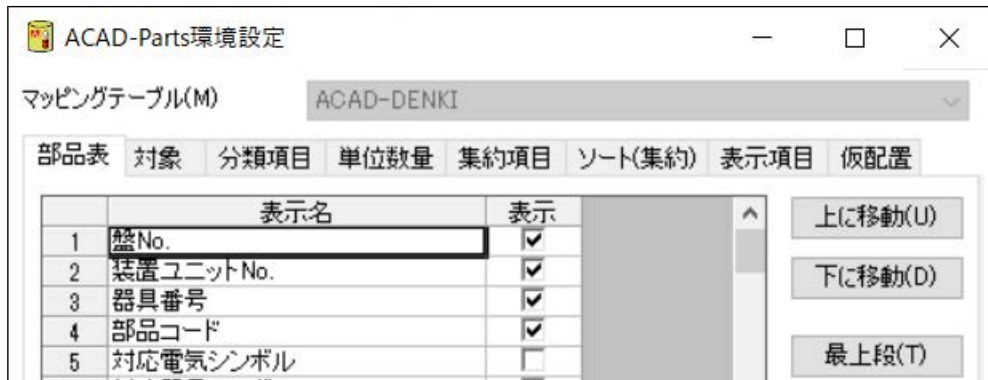 ACAD-Parts環境設定
マッピングテーブル(M) ACAD-DENKI
部品表 対象 分類項目 単位数量 集約項目 ソート(集約) 表示項目 仮配置
表示名 表示
上に移動(U)
1 盤No.
2 装置ユニットNo.
下に移動(D)
3 器具番号
4 部品コード
5 対応電気シンボル
最上段(T)